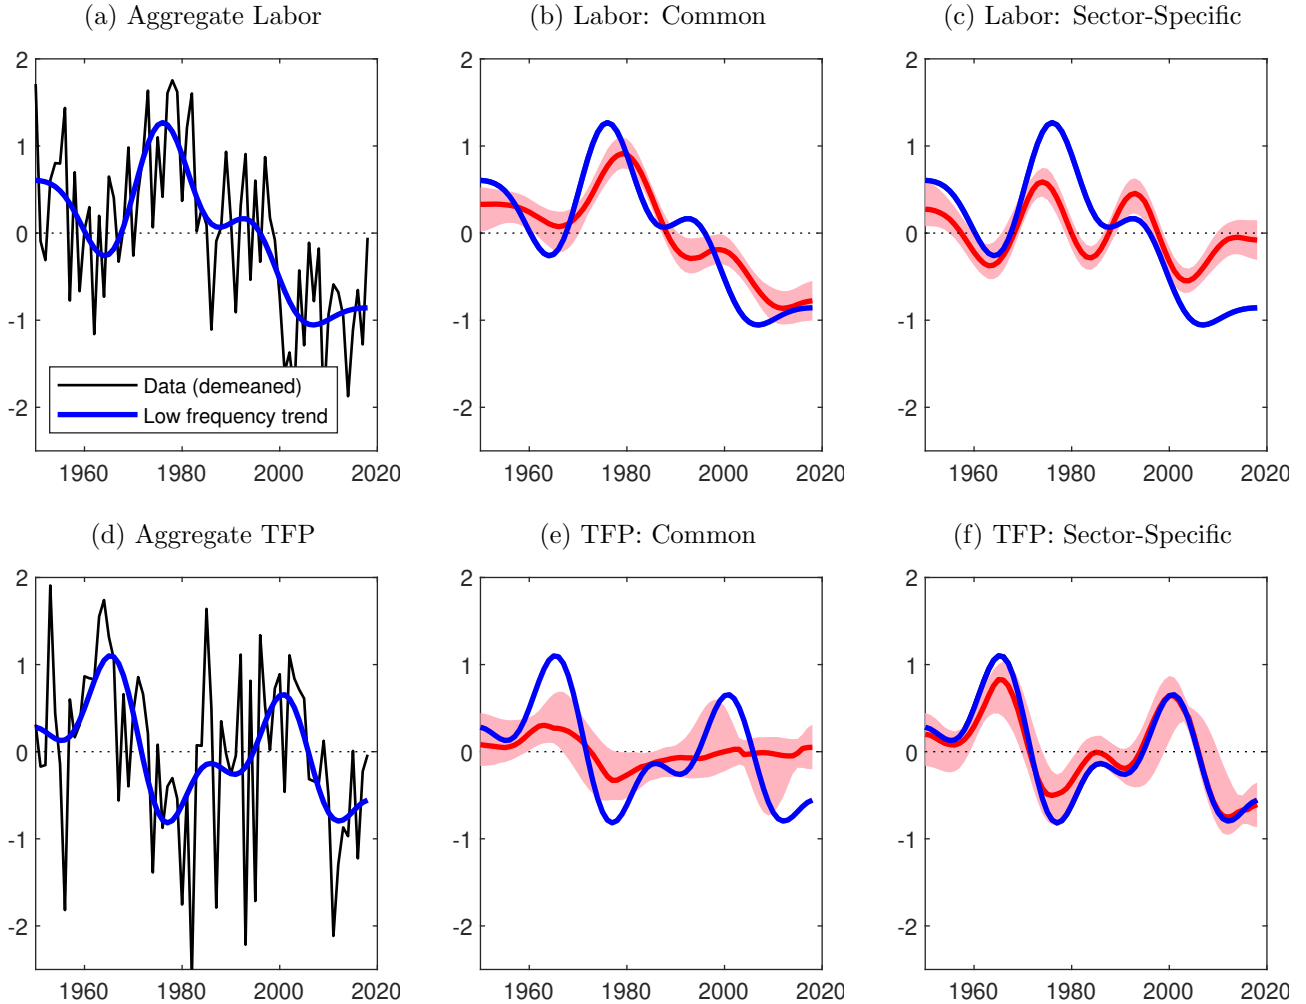 (a) Aggregate Labor
(b) Labor: Common
(c) Labor: Sector-Specific
2
1
0
-1
-2
Data (demeaned)
Low frequency trend
1960 1980 2000 2020
2
1
0
-1
-2
1960 1980 2000 2020
2
1
0
-1
-2
1960 1980 2000 2020
(d) Aggregate TFP
(e) TFP: Common
(f) TFP: Sector-Specific
2
1
0
-1
-2
1960 1980 2000 2020
2
1
0
-1
-2
1960 1980 2000 2020
2
1
0
-1
-2
1960 1980 2000 2020